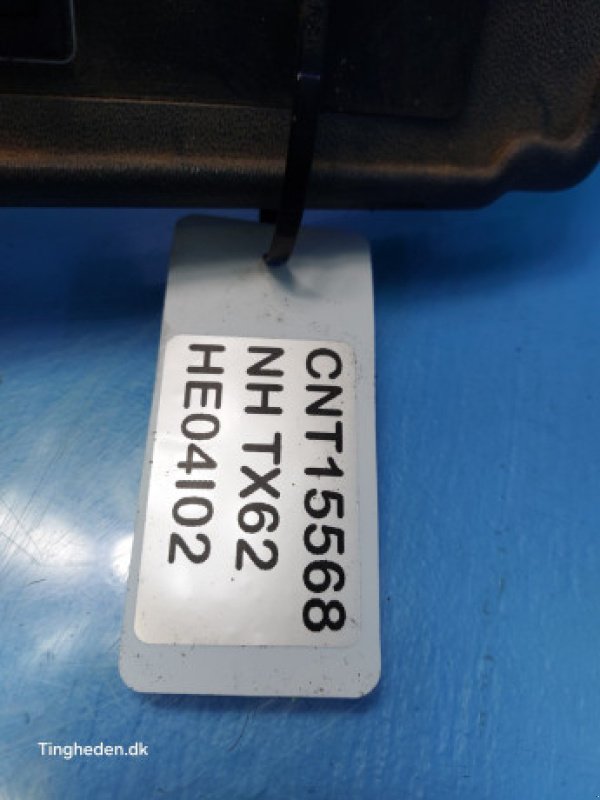 CNT15568
NH TX62
HE04I02
Tingheden.dk